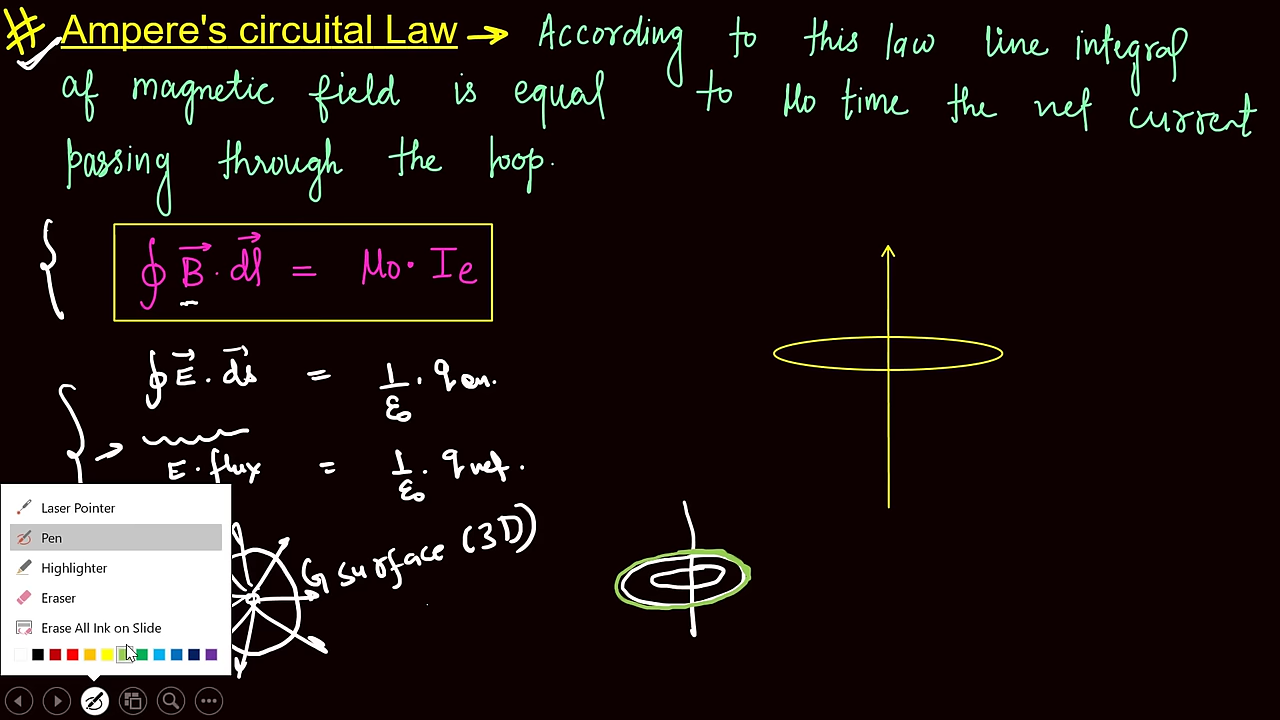 # Ampere's circuital Law → According to this law line integral
of magnetic field is equal to μo time the net current
passing through the loop.
∮ B⃗ · dl⃗ = μo · Ie
∮ E⃗ · ds⃗ = 1/ε₀ · q en.
E · flux = 1/ε₀ · q net.
G surface (3D)
Laser Pointer
Pen
Highlighter
Eraser
Erase All Ink on Slide